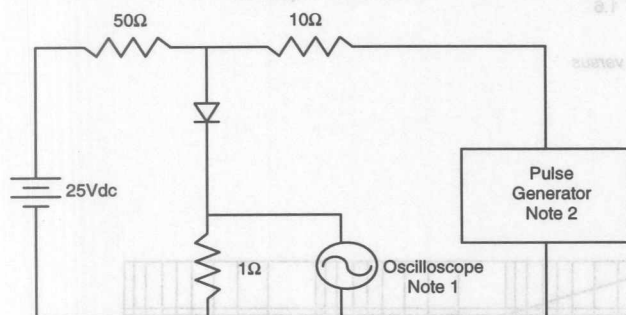 50Ω
10Ω
25Vdc
Pulse
Generator
Note 2
1Ω
Oscilloscope
Note 1